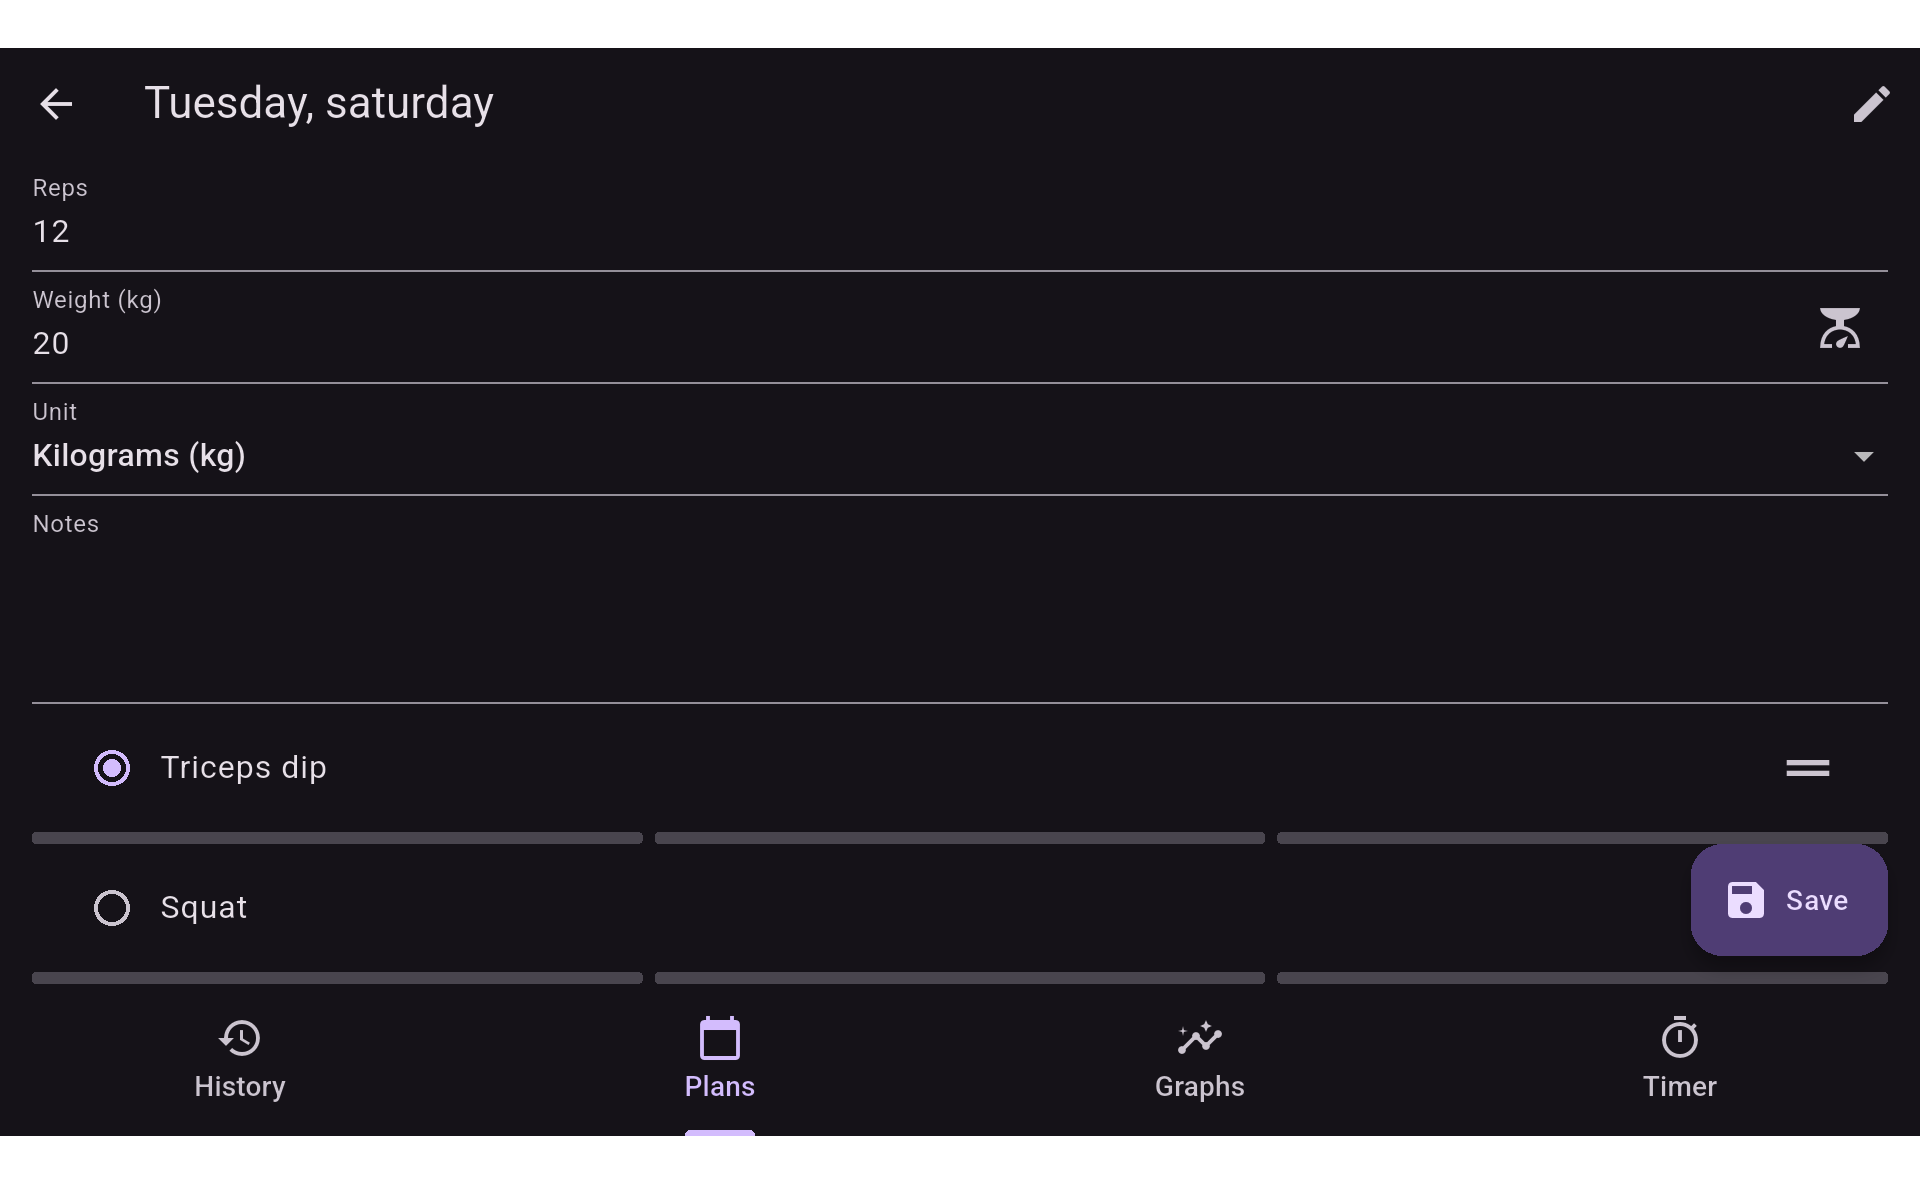 Tuesday, saturday
Reps
12
Weight (kg)
20
Unit
Kilograms (kg)
Notes
Triceps dip
Squat
Save
History
Plans
Graphs
Timer